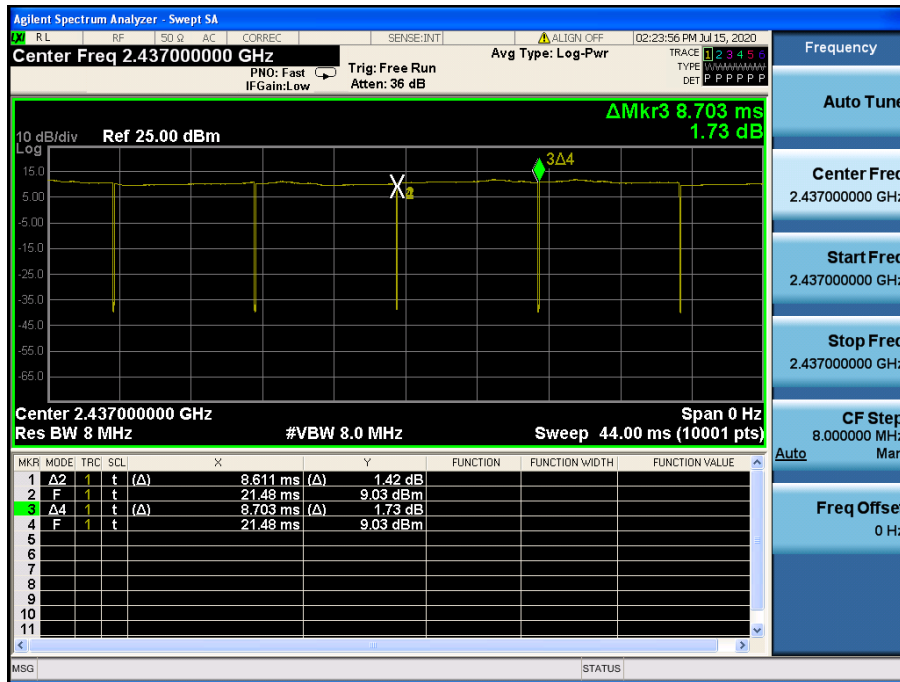 Agilent Spectrum Analyzer - Swept SA
LXI RL RF 50 Ω AC CORREC SENSE:INT ALIGN OFF 02:23:56 PM Jul 15, 2020
Center Freq 2.437000000 GHz
PNO: Fast
IFGain:Low
Trig: Free Run
Atten: 36 dB
Avg Type: Log-Pwr
TRACE 1 2 3 4 5 6
TYPE WWWWWW
DET P P P P P P
ΔMkr3 8.703 ms
1.73 dB
10 dB/div Ref 25.00 dBm
Log
15.0
5.00
-5.00
-15.0
-25.0
-35.0
-45.0
-55.0
-65.0
3Δ4
Center 2.437000000 GHz Span 0 Hz
Res BW 8 MHz #VBW 8.0 MHz Sweep 44.00 ms (10001 pts)
MKR MODE TRC SCL X Y FUNCTION FUNCTION WIDTH FUNCTION VALUE
1 Δ2 1 t (Δ) 8.611 ms (Δ) 1.42 dB
2 F 1 t 21.48 ms 9.03 dBm
3 Δ4 1 t (Δ) 8.703 ms (Δ) 1.73 dB
4 F 1 t 21.48 ms 9.03 dBm
5
6
7
8
9
10
11
MSG STATUS
Frequency
Auto Tune
Center Freq
2.437000000 GHz
Start Freq
2.437000000 GHz
Stop Freq
2.437000000 GHz
CF Step
8.000000 MHz
Auto Man
Freq Offset
0 Hz